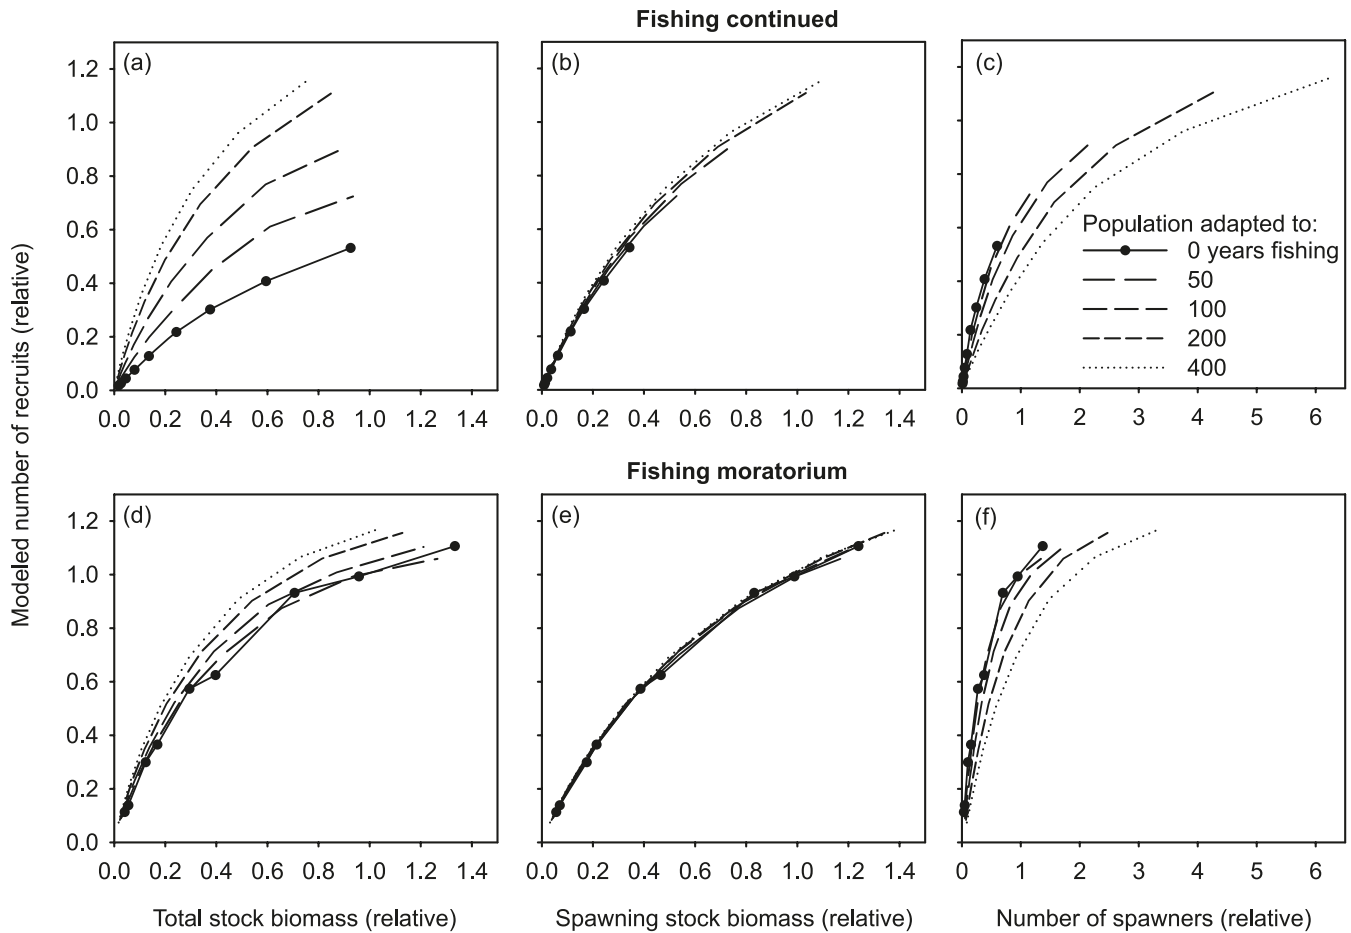 Fishing continued
Modeled number of recruits (relative)
(a)
(b)
(c)
1.2
1.0
0.8
0.6
0.4
0.2
0.0
Population adapted to:
0 years fishing
50
100
200
400
0.0 0.2 0.4 0.6 0.8 1.0 1.2 1.4
0.0 0.2 0.4 0.6 0.8 1.0 1.2 1.4
0 1 2 3 4 5 6
Fishing moratorium
(d)
(e)
(f)
1.2
1.0
0.8
0.6
0.4
0.2
0.0
0.0 0.2 0.4 0.6 0.8 1.0 1.2 1.4
0.0 0.2 0.4 0.6 0.8 1.0 1.2 1.4
0 1 2 3 4 5 6
Total stock biomass (relative)
Spawning stock biomass (relative)
Number of spawners (relative)